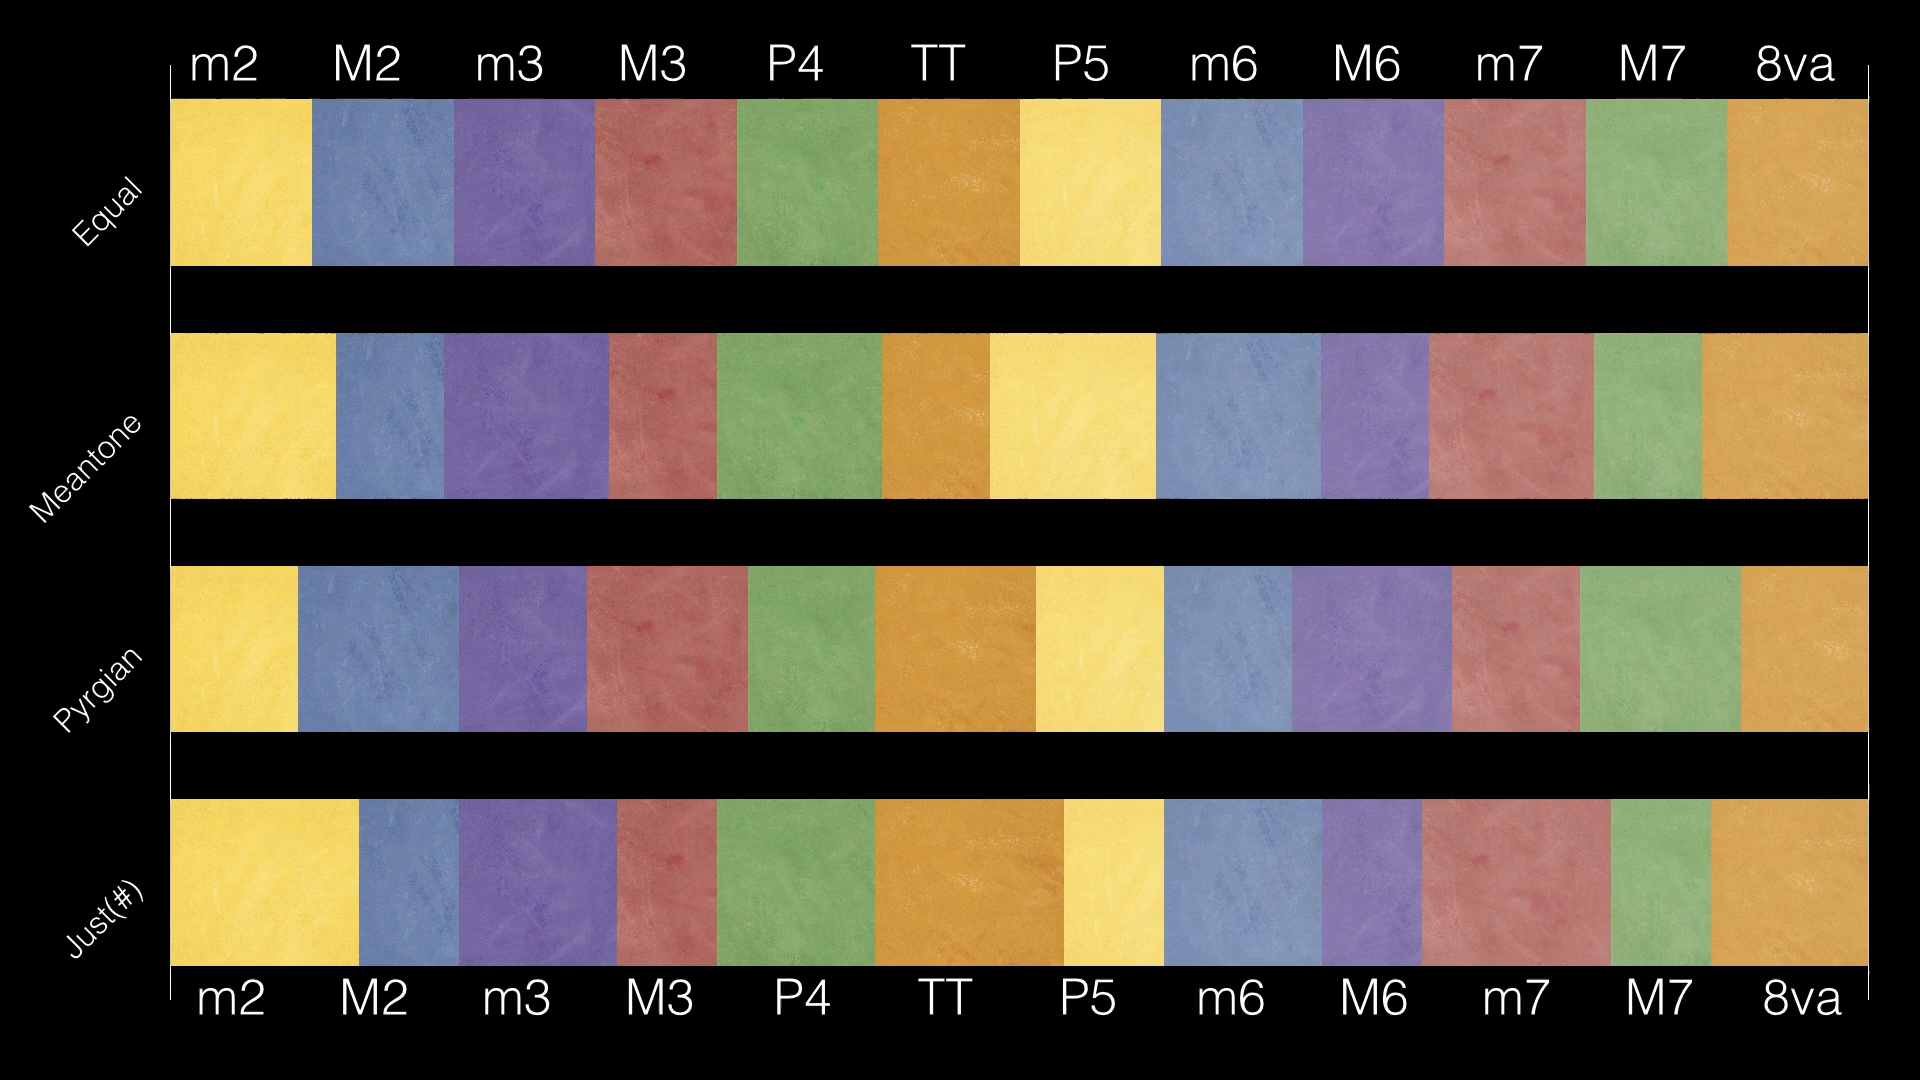 m2 M2 m3 M3 P4 TT P5 m6 M6 m7 M7 8va
Equal
Meantone
Pyrgian
Just(#)
m2 M2 m3 M3 P4 TT P5 m6 M6 m7 M7 8va